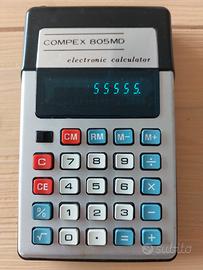 COMPEX 805MD
electronic calculator
55555.
CM RM M- M+
C 7 8 9 ÷
CE 4 5 6 ×
% 1 2 3 -
√ 0 . = +
subito